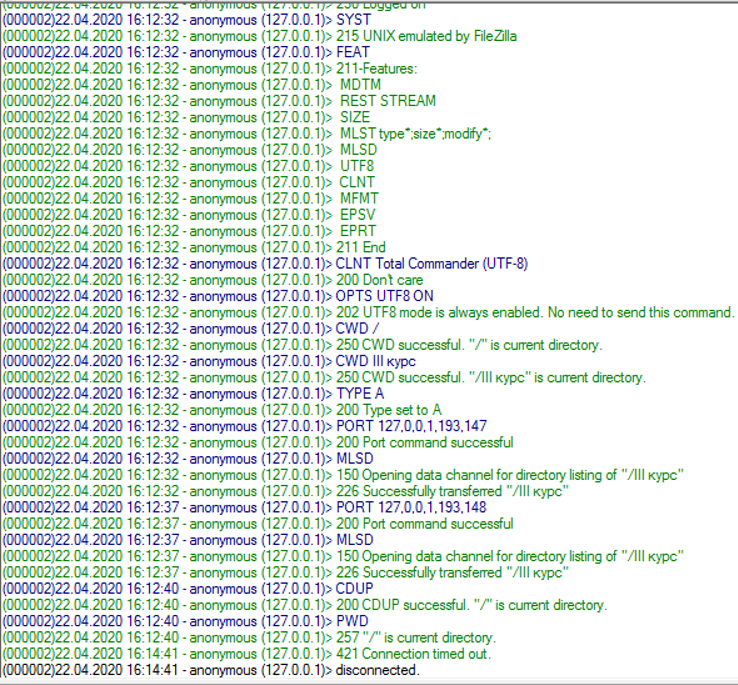 (000002)22.04.2020 16:12:32 - anonymous (127.0.0.1)> 230 Logged on
(000002)22.04.2020 16:12:32 - anonymous (127.0.0.1)> SYST
(000002)22.04.2020 16:12:32 - anonymous (127.0.0.1)> 215 UNIX emulated by FileZilla
(000002)22.04.2020 16:12:32 - anonymous (127.0.0.1)> FEAT
(000002)22.04.2020 16:12:32 - anonymous (127.0.0.1)> 211-Features:
(000002)22.04.2020 16:12:32 - anonymous (127.0.0.1)> MDTM
(000002)22.04.2020 16:12:32 - anonymous (127.0.0.1)> REST STREAM
(000002)22.04.2020 16:12:32 - anonymous (127.0.0.1)> SIZE
(000002)22.04.2020 16:12:32 - anonymous (127.0.0.1)> MLST type*;size*;modify*;
(000002)22.04.2020 16:12:32 - anonymous (127.0.0.1)> MLSD
(000002)22.04.2020 16:12:32 - anonymous (127.0.0.1)> UTF8
(000002)22.04.2020 16:12:32 - anonymous (127.0.0.1)> CLNT
(000002)22.04.2020 16:12:32 - anonymous (127.0.0.1)> MFMT
(000002)22.04.2020 16:12:32 - anonymous (127.0.0.1)> EPSV
(000002)22.04.2020 16:12:32 - anonymous (127.0.0.1)> EPRT
(000002)22.04.2020 16:12:32 - anonymous (127.0.0.1)> 211 End
(000002)22.04.2020 16:12:32 - anonymous (127.0.0.1)> CLNT Total Commander (UTF-8)
(000002)22.04.2020 16:12:32 - anonymous (127.0.0.1)> 200 Don't care
(000002)22.04.2020 16:12:32 - anonymous (127.0.0.1)> OPTS UTF8 ON
(000002)22.04.2020 16:12:32 - anonymous (127.0.0.1)> 202 UTF8 mode is always enabled. No need to send this command.
(000002)22.04.2020 16:12:32 - anonymous (127.0.0.1)> CWD /
(000002)22.04.2020 16:12:32 - anonymous (127.0.0.1)> 250 CWD successful. "/" is current directory.
(000002)22.04.2020 16:12:32 - anonymous (127.0.0.1)> CWD III курс
(000002)22.04.2020 16:12:32 - anonymous (127.0.0.1)> 250 CWD successful. "/III курс" is current directory.
(000002)22.04.2020 16:12:32 - anonymous (127.0.0.1)> TYPE A
(000002)22.04.2020 16:12:32 - anonymous (127.0.0.1)> 200 Type set to A
(000002)22.04.2020 16:12:32 - anonymous (127.0.0.1)> PORT 127,0,0,1,193,147
(000002)22.04.2020 16:12:32 - anonymous (127.0.0.1)> 200 Port command successful
(000002)22.04.2020 16:12:32 - anonymous (127.0.0.1)> MLSD
(000002)22.04.2020 16:12:32 - anonymous (127.0.0.1)> 150 Opening data channel for directory listing of "/III курс"
(000002)22.04.2020 16:12:32 - anonymous (127.0.0.1)> 226 Successfully transferred "/III курс"
(000002)22.04.2020 16:12:37 - anonymous (127.0.0.1)> PORT 127,0,0,1,193,148
(000002)22.04.2020 16:12:37 - anonymous (127.0.0.1)> 200 Port command successful
(000002)22.04.2020 16:12:37 - anonymous (127.0.0.1)> MLSD
(000002)22.04.2020 16:12:37 - anonymous (127.0.0.1)> 150 Opening data channel for directory listing of "/III курс"
(000002)22.04.2020 16:12:37 - anonymous (127.0.0.1)> 226 Successfully transferred "/III курс"
(000002)22.04.2020 16:12:40 - anonymous (127.0.0.1)> CDUP
(000002)22.04.2020 16:12:40 - anonymous (127.0.0.1)> 200 CDUP successful. "/" is current directory.
(000002)22.04.2020 16:12:40 - anonymous (127.0.0.1)> PWD
(000002)22.04.2020 16:12:40 - anonymous (127.0.0.1)> 257 "/" is current directory.
(000002)22.04.2020 16:14:41 - anonymous (127.0.0.1)> 421 Connection timed out.
(000002)22.04.2020 16:14:41 - anonymous (127.0.0.1)> disconnected.